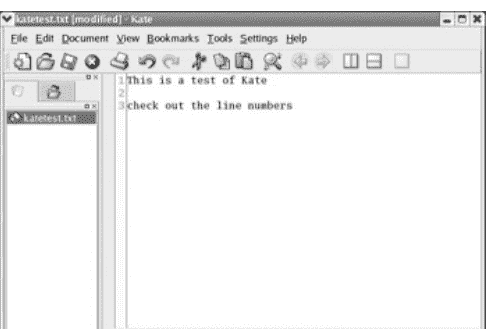 katetest.txt [modified] - Kate
File Edit Document View Bookmarks Tools Settings Help
katetest.txt
1 This is a test of Kate
2
3 check out the line numbers